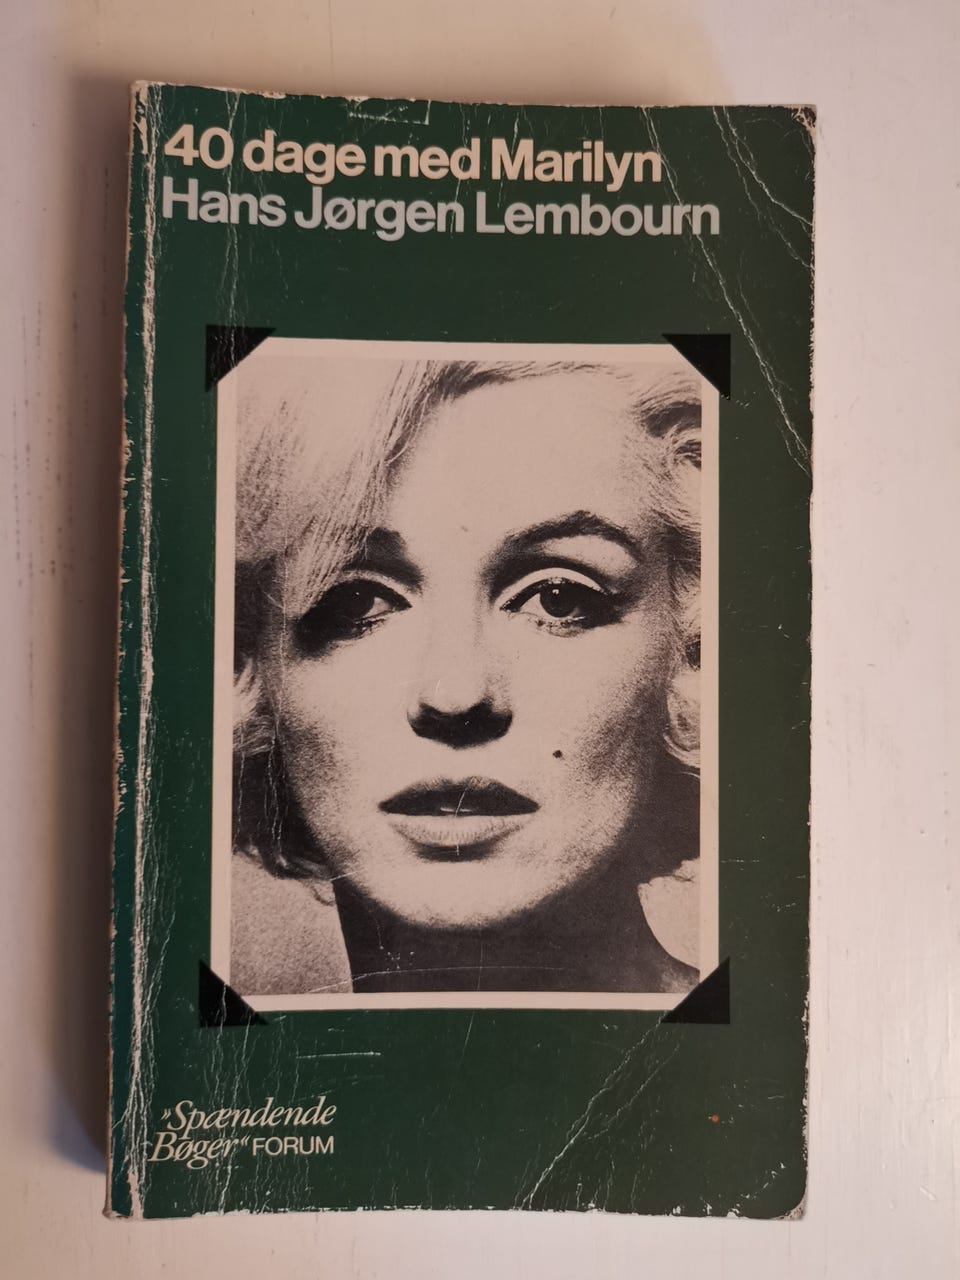 40 dage med Marilyn
Hans Jørgen Lembourn
»Spændende
Bøger“ FORUM